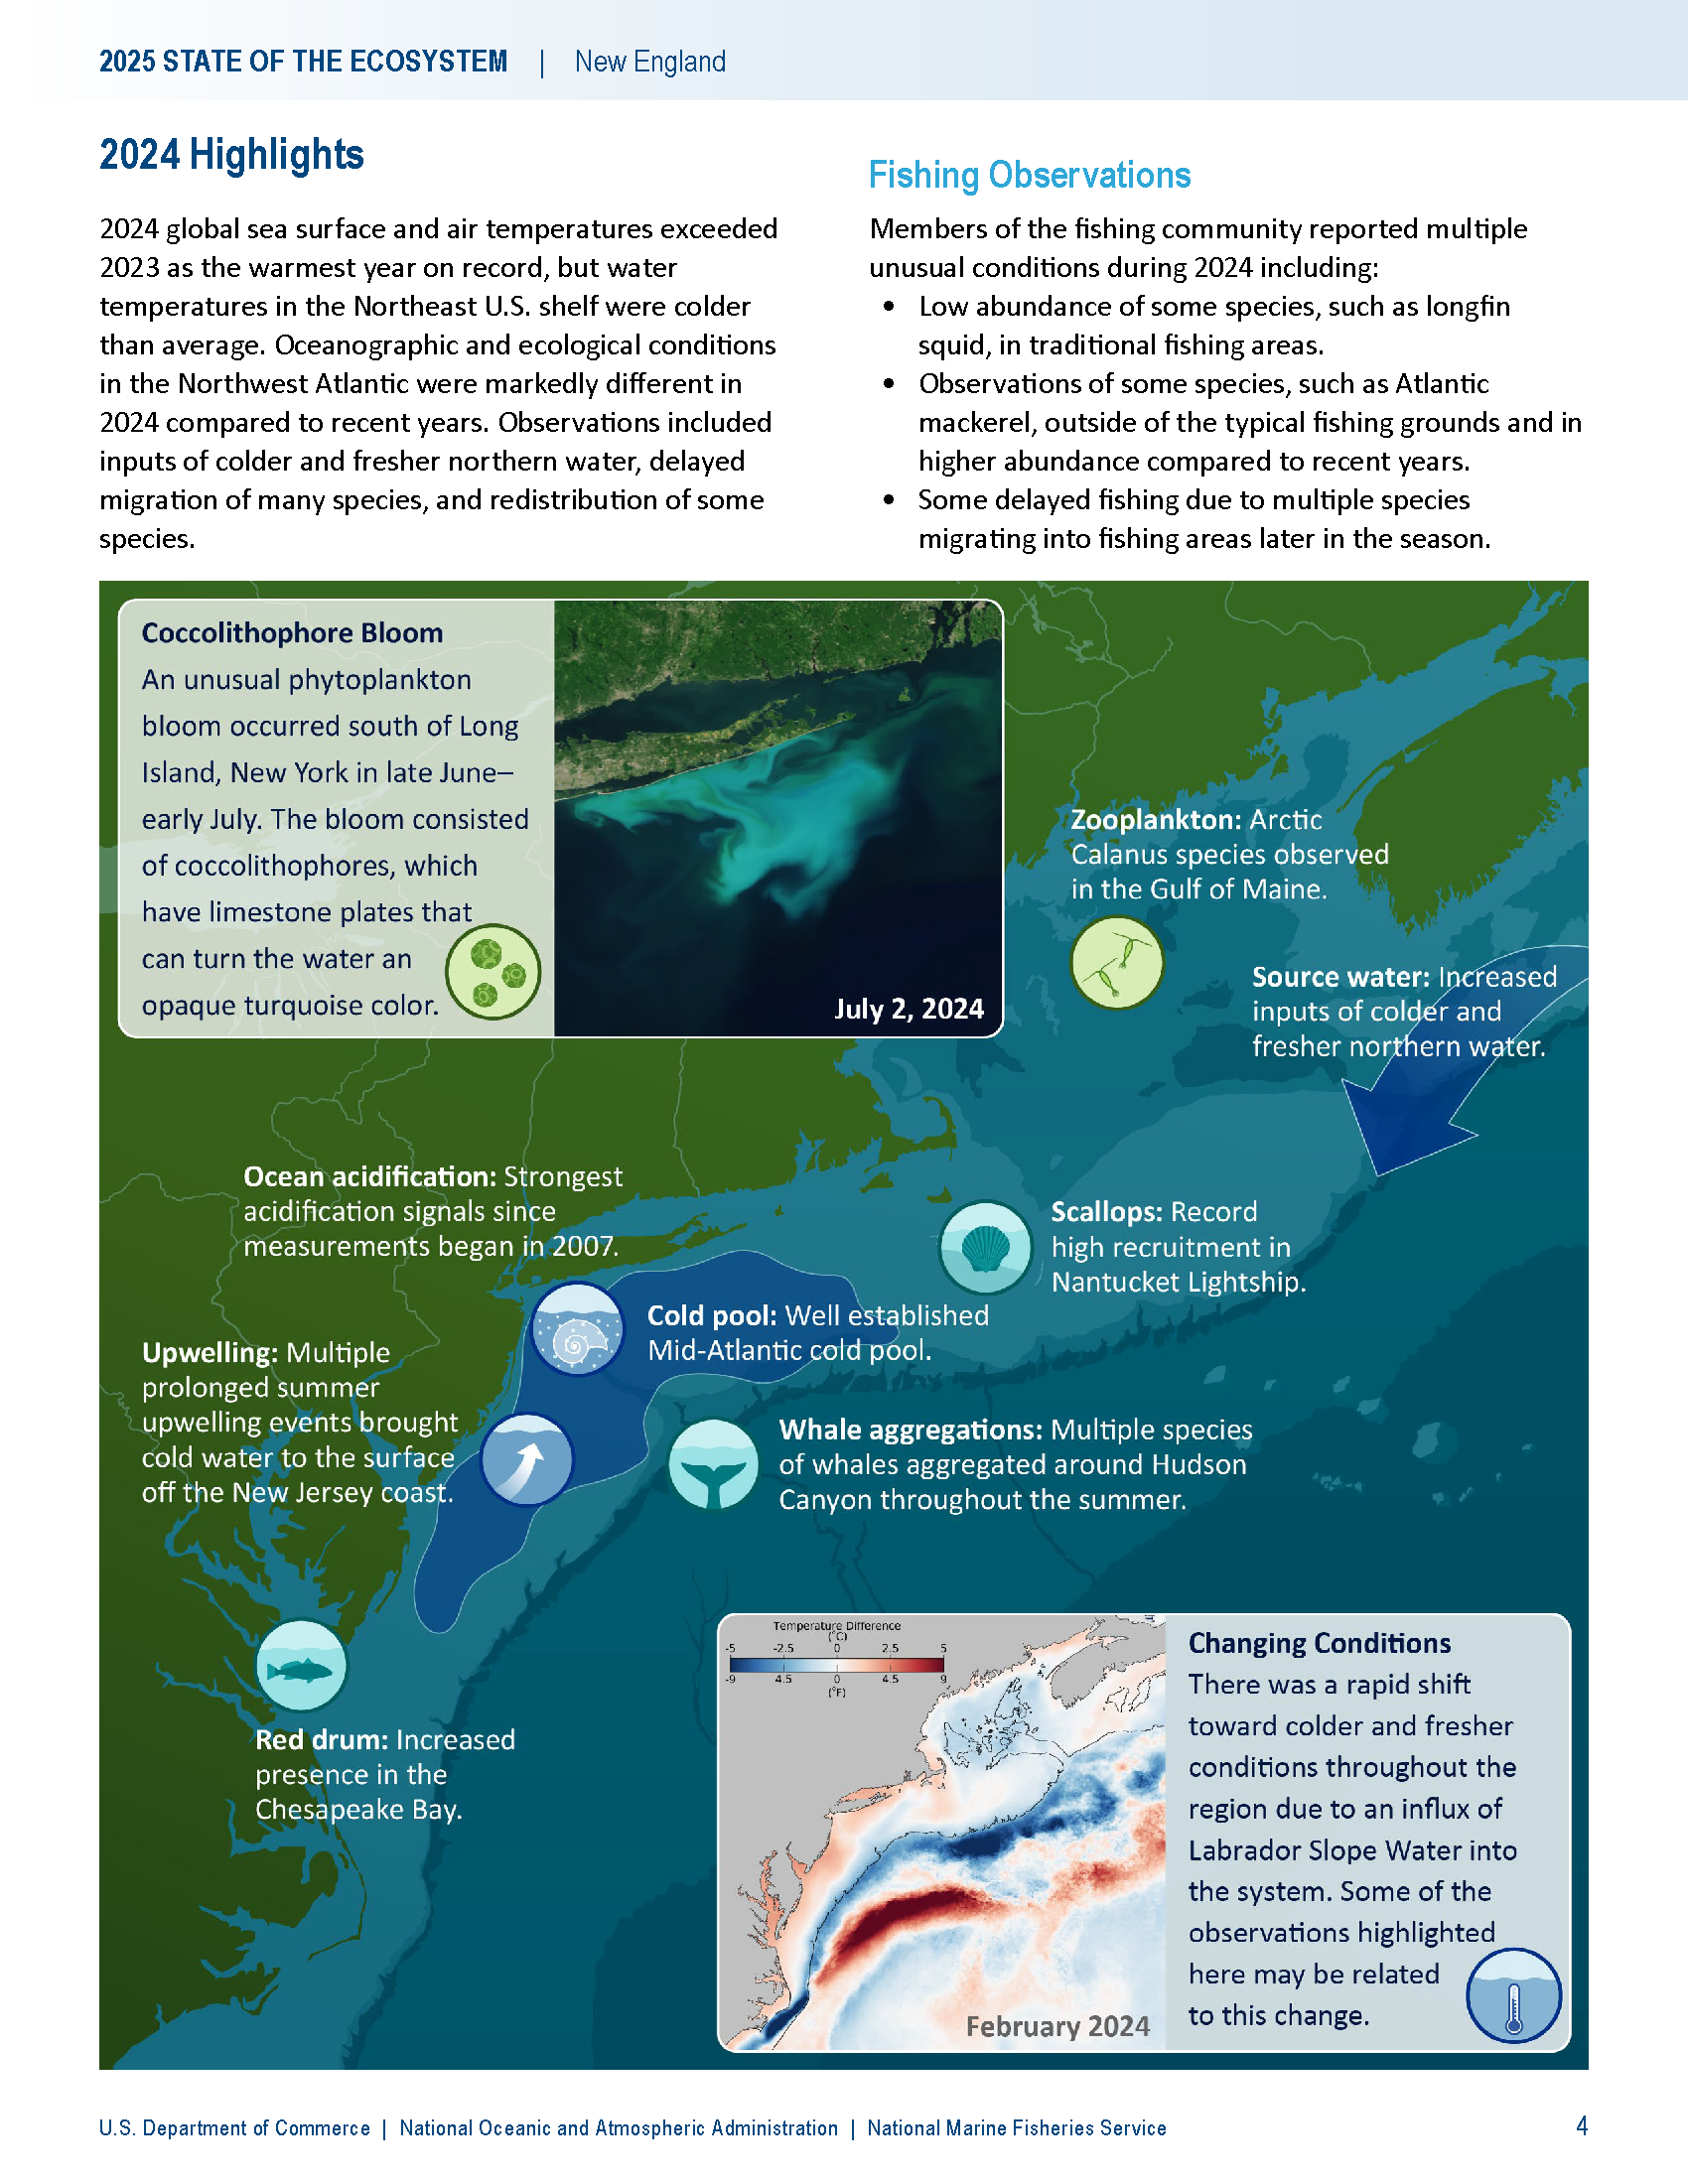 2025 STATE OF THE ECOSYSTEM | New England
2024 Highlights
2024 global sea surface and air temperatures exceeded
2023 as the warmest year on record, but water
temperatures in the Northeast U.S. shelf were colder
than average. Oceanographic and ecological conditions
in the Northwest Atlantic were markedly different in
2024 compared to recent years. Observations included
inputs of colder and fresher northern water, delayed
migration of many species, and redistribution of some
species.
Fishing Observations
Members of the fishing community reported multiple
unusual conditions during 2024 including:
• Low abundance of some species, such as longfin
squid, in traditional fishing areas.
• Observations of some species, such as Atlantic
mackerel, outside of the typical fishing grounds and in
higher abundance compared to recent years.
• Some delayed fishing due to multiple species
migrating into fishing areas later in the season.
Coccolithophore Bloom
An unusual phytoplankton
bloom occurred south of Long
Island, New York in late June–
early July. The bloom consisted
of coccolithophores, which
have limestone plates that
can turn the water an
opaque turquoise color.
July 2, 2024
Zooplankton: Arctic
Calanus species observed
in the Gulf of Maine.
Source water: Increased
inputs of colder and
fresher northern water.
Ocean acidification: Strongest
acidification signals since
measurements began in 2007.
Scallops: Record
high recruitment in
Nantucket Lightship.
Cold pool: Well established
Mid-Atlantic cold pool.
Upwelling: Multiple
prolonged summer
upwelling events brought
cold water to the surface
off the New Jersey coast.
Whale aggregations: Multiple species
of whales aggregated around Hudson
Canyon throughout the summer.
Red drum: Increased
presence in the
Chesapeake Bay.
Temperature Difference
(°C)
-5 -2.5 0 2.5 5
-9 4.5 0 4.5 9
(°F)
February 2024
Changing Conditions
There was a rapid shift
toward colder and fresher
conditions throughout the
region due to an influx of
Labrador Slope Water into
the system. Some of the
observations highlighted
here may be related
to this change.
U.S. Department of Commerce | National Oceanic and Atmospheric Administration | National Marine Fisheries Service
4